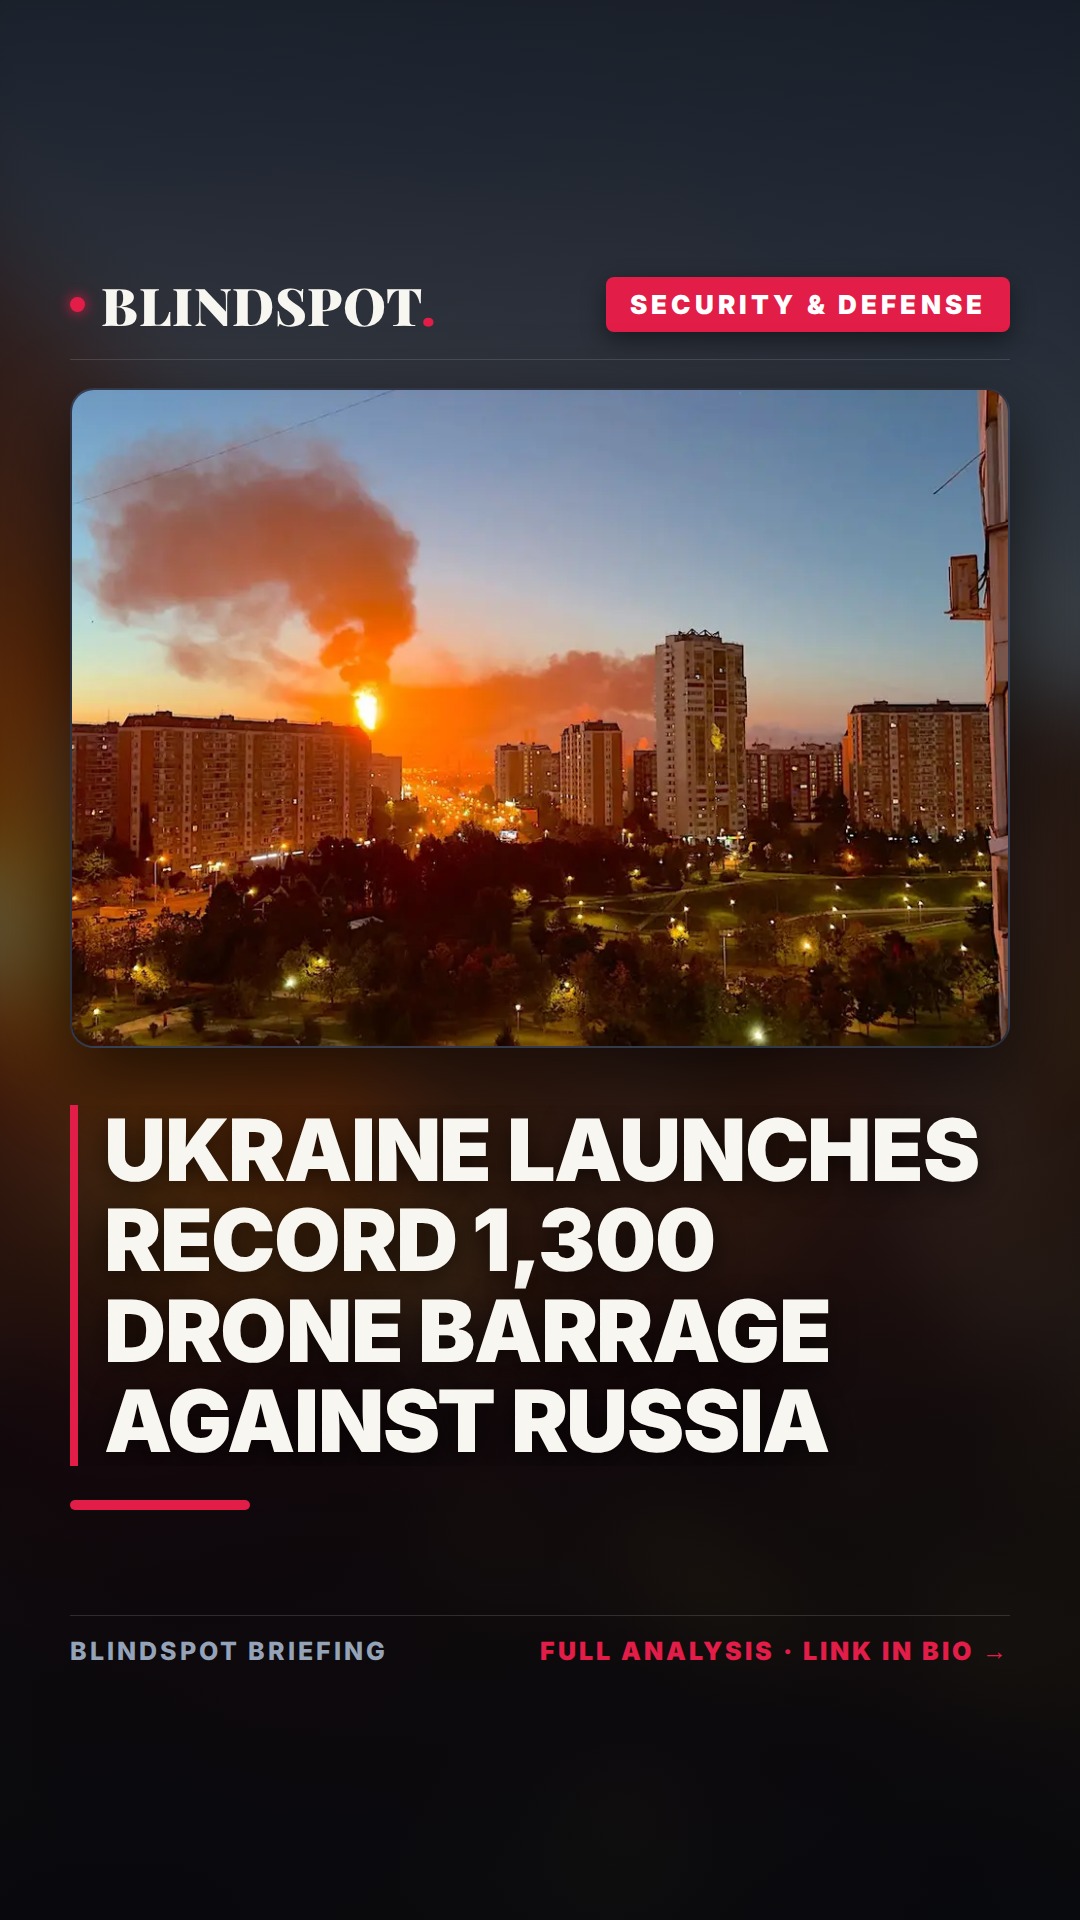 BLINDSPOT.
SECURITY & DEFENSE
UKRAINE LAUNCHES
RECORD 1,300
DRONE BARRAGE
AGAINST RUSSIA
BLINDSPOT BRIEFING
FULL ANALYSIS · LINK IN BIO →